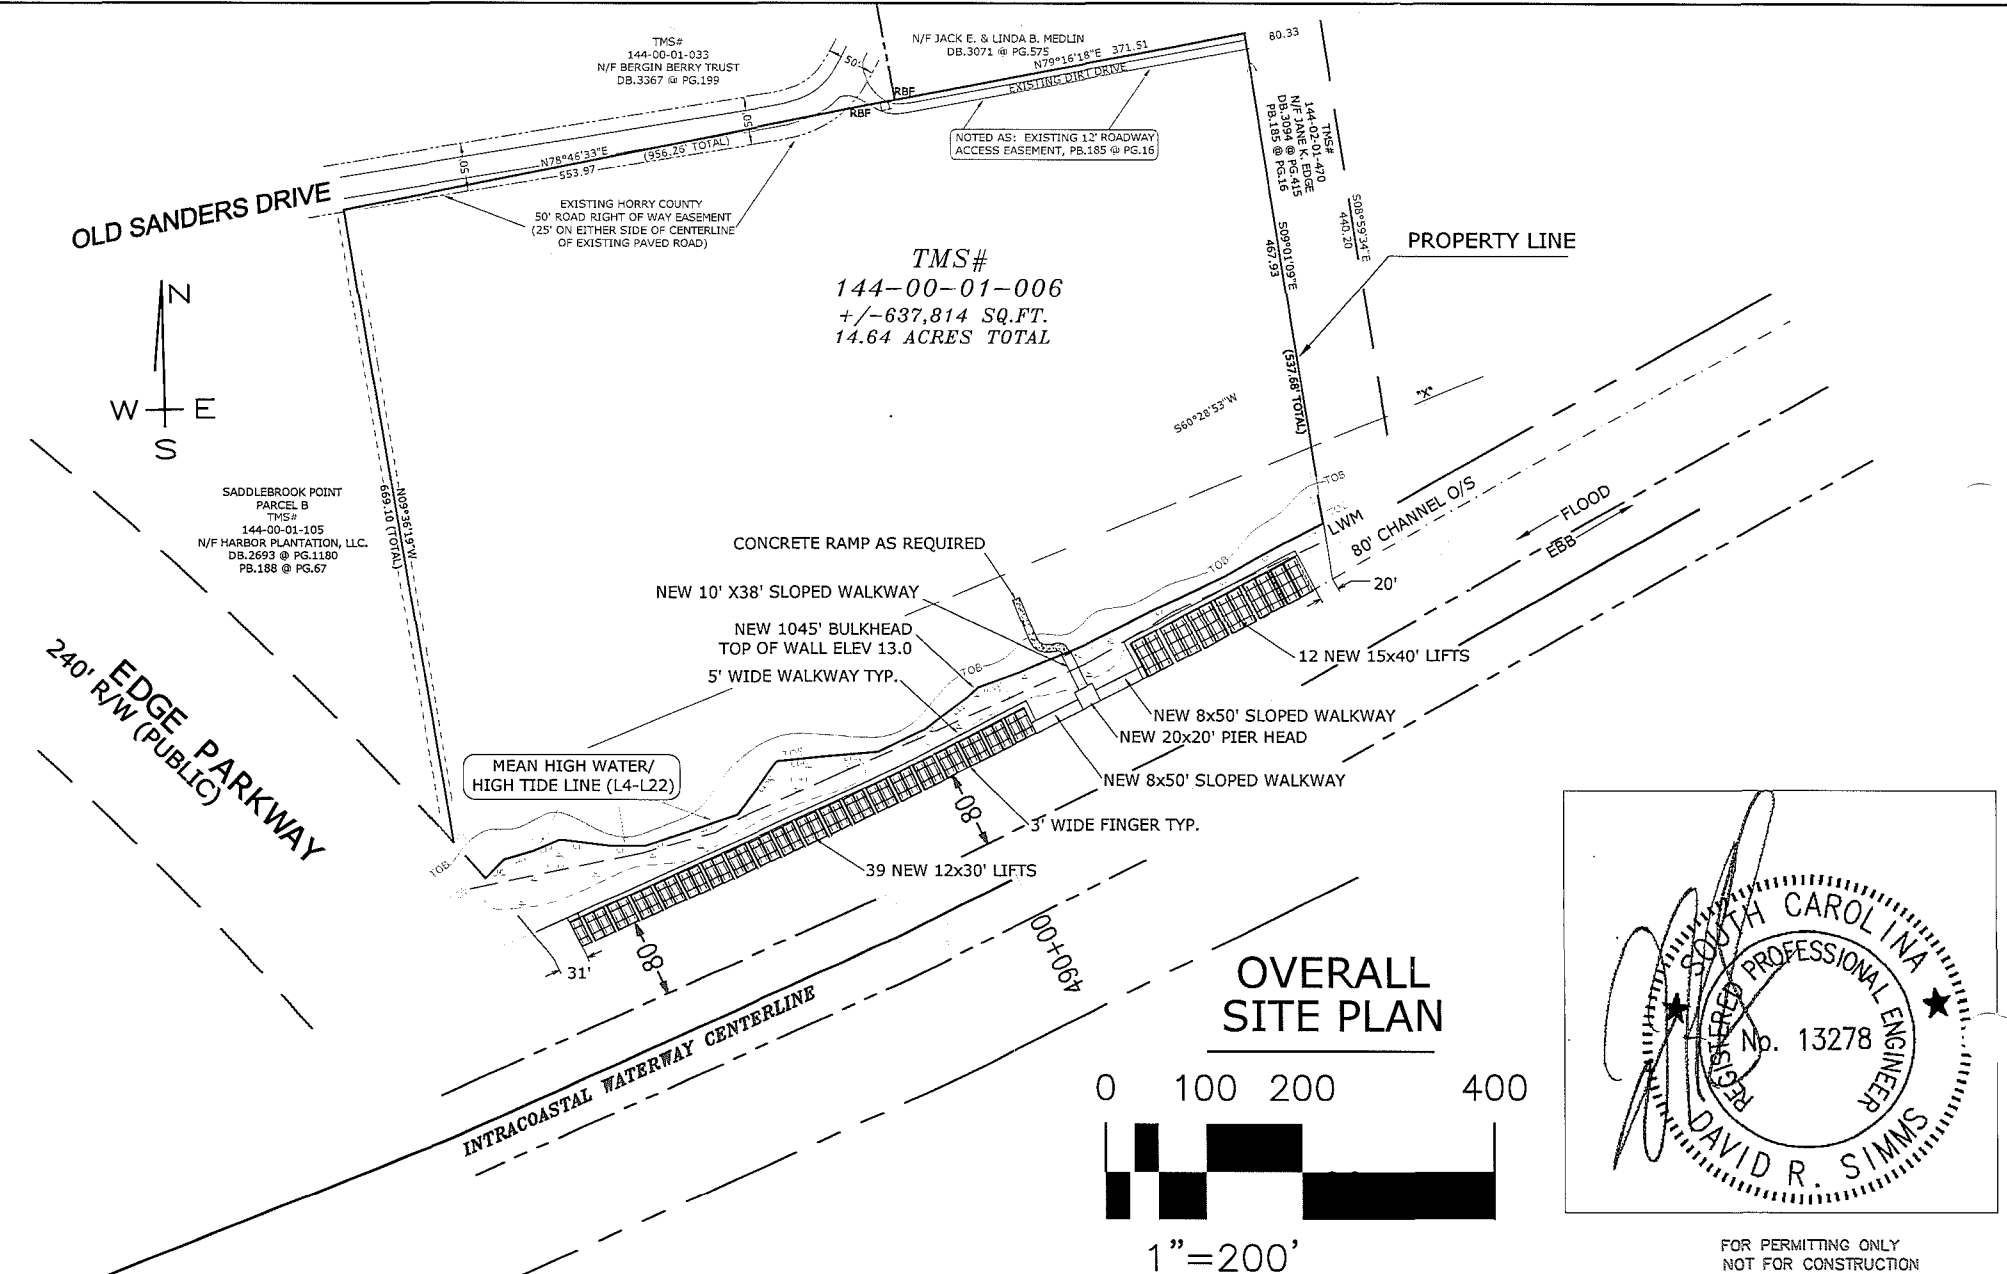 TMS#
144-00-01-033
N/F BERGIN BERRY TRUST
DB.3367 @ PG.199
50'
N/F JACK E. & LINDA B. MEDLIN
DB.3071 @ PG.575
N79°16'18"E 371.51
EXISTING DIRT DRIVE
80.33
RBF
RBF
L1
NOTED AS: EXISTING 12' ROADWAY
ACCESS EASEMENT, PB.185 @ PG.16
TMS#
144-02-01-470
N/F JANE K. EDGE
DB.3094 @ PG.415
PB.185 @ PG.16
S08°59'34"E
440.20
S09°01'09"E
467.93
(537.68' TOTAL)
PROPERTY LINE
50'
50'
N78°46'33"E
(956.26' TOTAL)
553.97
OLD SANDERS DRIVE
EXISTING HORRY COUNTY
50' ROAD RIGHT OF WAY EASEMENT
(25' ON EITHER SIDE OF CENTERLINE
OF EXISTING PAVED ROAD)
TMS#
144-00-01-006
+/-637,814 SQ.FT.
14.64 ACRES TOTAL
N
W E
S
S60°28'53"W
"X"
SADDLEBROOK POINT
PARCEL B
TMS#
144-00-01-105
N/F HARBOR PLANTATION, LLC.
DB.2693 @ PG.1180
PB.188 @ PG.67
N09°36'19"W
669.10 (TOTAL)
TOB
TOB
LWM
80' CHANNEL O/S
FLOOD
EBB
CONCRETE RAMP AS REQUIRED
NEW 10' X38' SLOPED WALKWAY
NEW 1045' BULKHEAD
TOP OF WALL ELEV 13.0
5' WIDE WALKWAY TYP.
TOB
20'
12 NEW 15x40' LIFTS
NEW 8x50' SLOPED WALKWAY
NEW 20x20' PIER HEAD
NEW 8x50' SLOPED WALKWAY
EDGE PARKWAY
240' R/W (PUBLIC)
MEAN HIGH WATER/
HIGH TIDE LINE (L4-L22)
TOB
TOB
80
3' WIDE FINGER TYP.
39 NEW 12x30' LIFTS
80
31'
490+00
INTRACOASTAL WATERWAY CENTERLINE
OVERALL
SITE PLAN
0 100 200 400
1"=200'
SOUTH CAROLINA
REGISTERED PROFESSIONAL ENGINEER
No. 13278
DAVID R. SIMMS
FOR PERMITTING ONLY
NOT FOR CONSTRUCTION